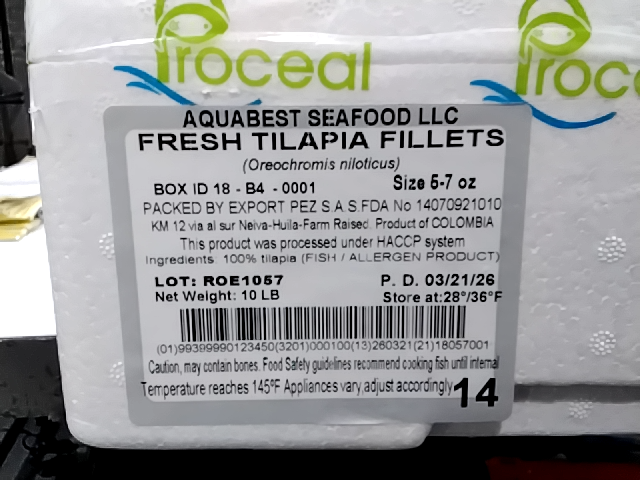 Proceal
Proceal
AQUABEST SEAFOOD LLC
FRESH TILAPIA FILLETS
(Oreochromis niloticus)
BOX ID 18 - B4 - 0001 Size 5-7 oz
PACKED BY EXPORT PEZ S.A.S.FDA No 14070921010
KM 12 via al sur Neiva-Huila-Farm Raised. Product of COLOMBIA
This product was processed under HACCP system
Ingredients: 100% tilapia (FISH / ALLERGEN PRODUCT)
LOT: ROE1057 P. D. 03/21/26
Net Weight: 10 LB Store at:28°/36°F
(01)99399990123450(3201)000100(13)260321(21)18057001
Caution, may contain bones. Food Safety guidelines recommend cooking fish until internal
Temperature reaches 145°F Appliances vary,adjust accordingly 14